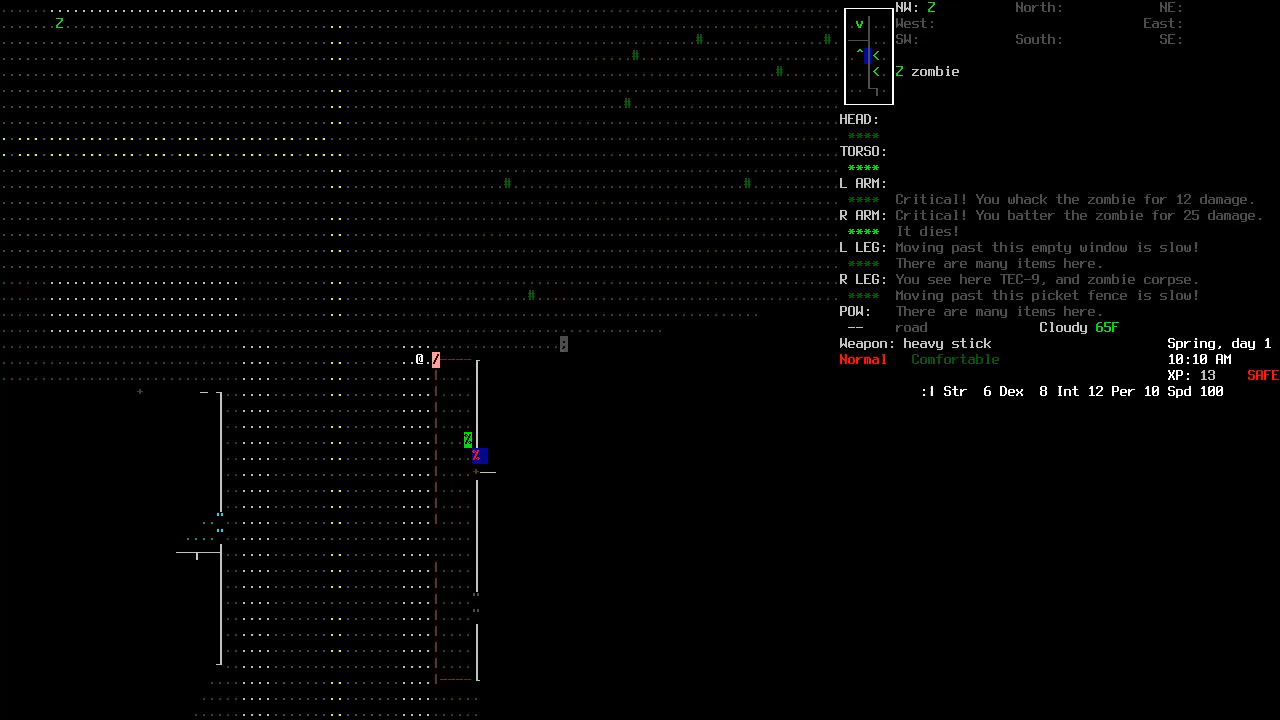 NW: Z North: NE:
West: East:
SW: South: SE:
Z zombie
HEAD:
****
TORSO:
****
L ARM:
**** Critical! You whack the zombie for 12 damage.
R ARM: Critical! You batter the zombie for 25 damage.
**** It dies!
L LEG: Moving past this empty window is slow!
**** There are many items here.
R LEG: You see here TEC-9, and zombie corpse.
**** Moving past this picket fence is slow!
POW: There are many items here.
-- road Cloudy 65F
Weapon: heavy stick Spring, day 1
Normal Comfortable 10:10 AM
XP: 13 SAFE
:| Str 6 Dex 8 Int 12 Per 10 Spd 100